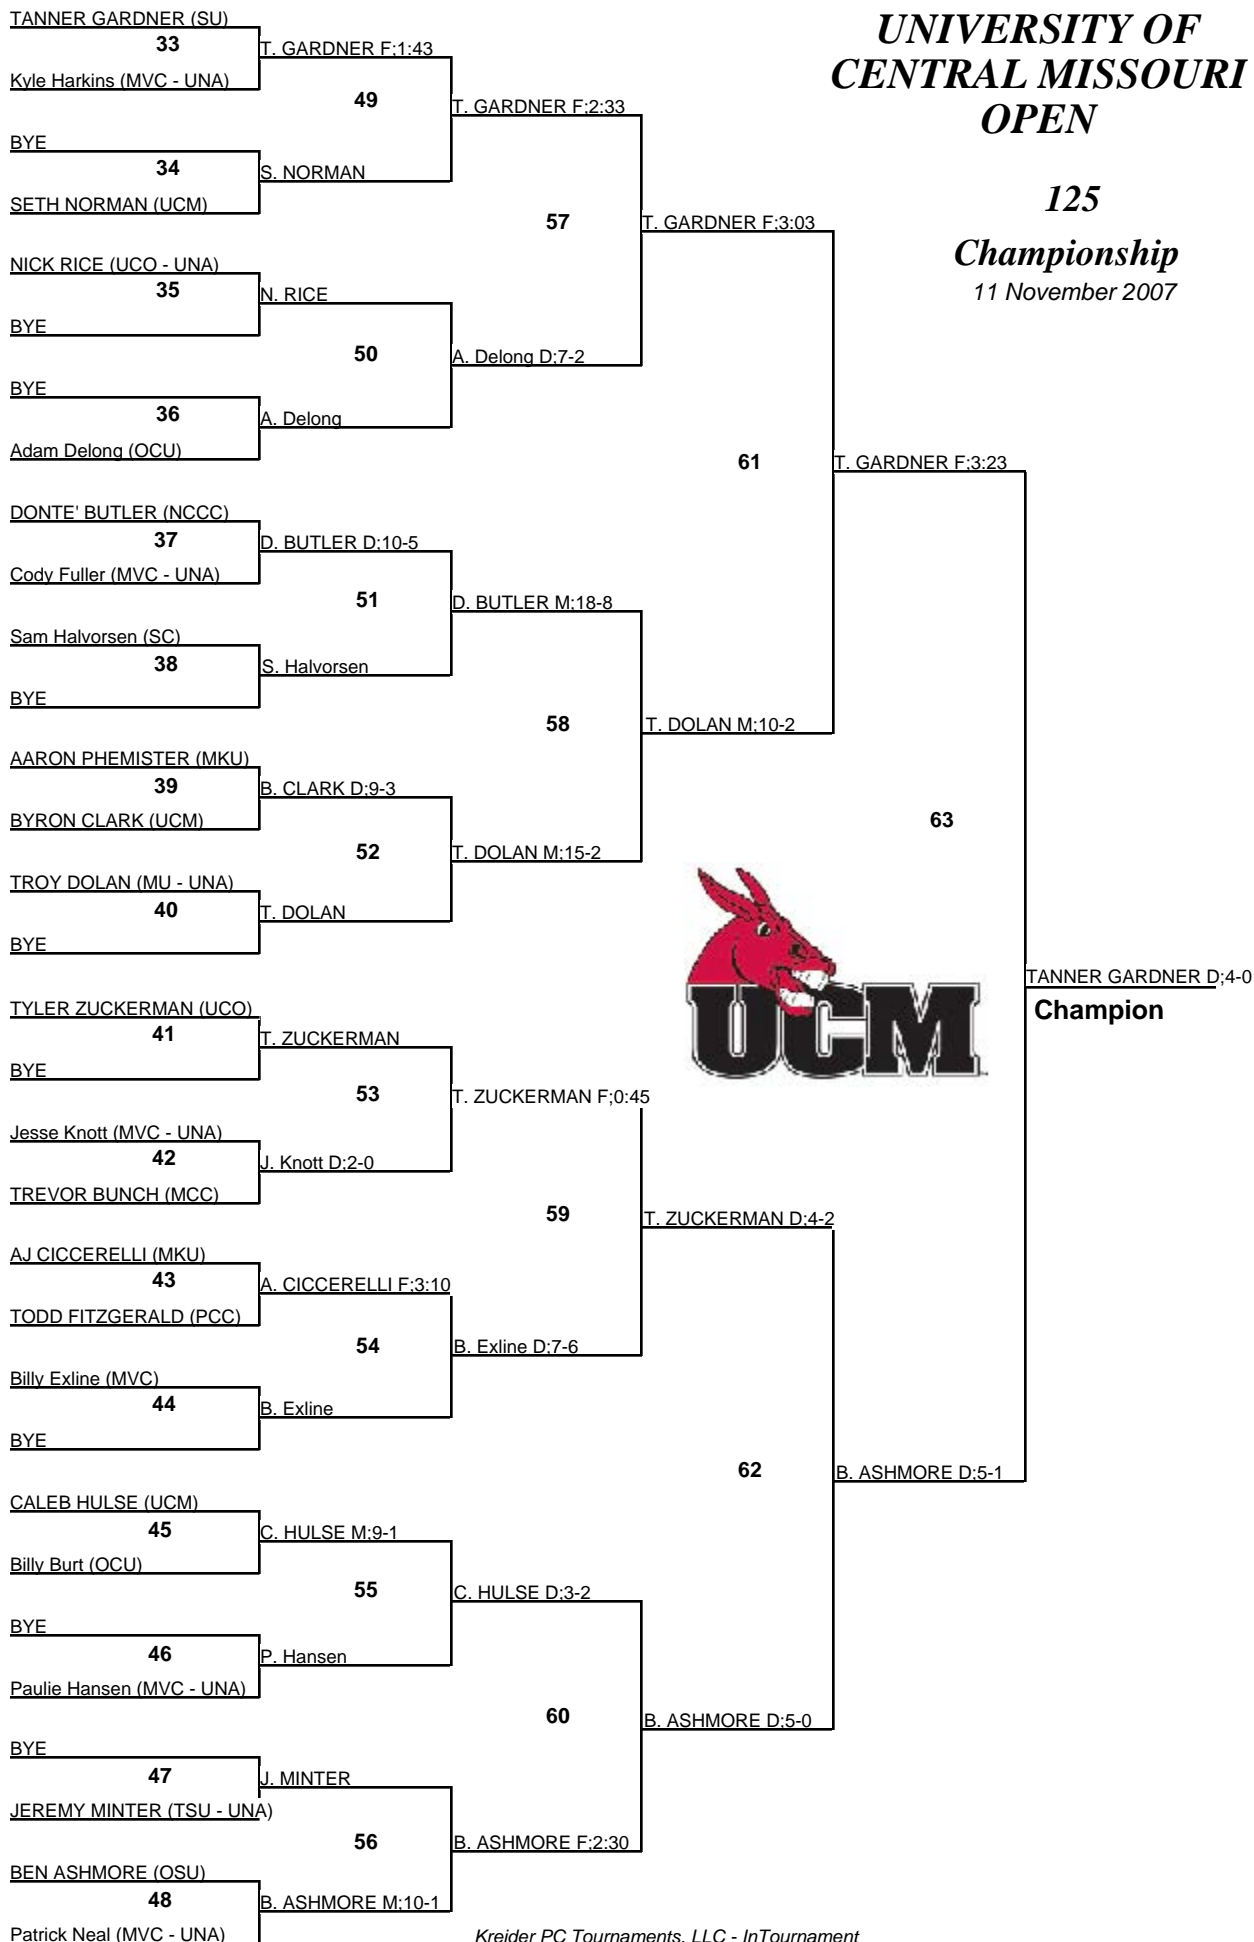 UNIVERSITY OF
CENTRAL MISSOURI
OPEN
125
Championship
11 November 2007
TANNER GARDNER (SU)
33
Kyle Harkins (MVC - UNA)
BYE
34
SETH NORMAN (UCM)
NICK RICE (UCO - UNA)
35
BYE
BYE
36
Adam Delong (OCU)
DONTE' BUTLER (NCCC)
37
Cody Fuller (MVC - UNA)
Sam Halvorsen (SC)
38
BYE
AARON PHEMISTER (MKU)
39
BYRON CLARK (UCM)
TROY DOLAN (MU - UNA)
40
BYE
TYLER ZUCKERMAN (UCO)
41
BYE
Jesse Knott (MVC - UNA)
42
TREVOR BUNCH (MCC)
AJ CICCERELLI (MKU)
43
TODD FITZGERALD (PCC)
Billy Exline (MVC)
44
BYE
CALEB HULSE (UCM)
45
Billy Burt (OCU)
BYE
46
Paulie Hansen (MVC - UNA)
BYE
47
JEREMY MINTER (TSU - UNA)
BEN ASHMORE (OSU)
48
Patrick Neal (MVC - UNA)
T. GARDNER F;1:43
49
S. NORMAN
N. RICE
50
A. Delong
D. BUTLER D;10-5
51
S. Halvorsen
B. CLARK D;9-3
52
T. DOLAN
T. ZUCKERMAN
53
J. Knott D;2-0
A. CICCERELLI F;3:10
54
B. Exline
C. HULSE M;9-1
55
P. Hansen
J. MINTER
56
B. ASHMORE M;10-1
T. GARDNER F;2:33
57
A. Delong D;7-2
D. BUTLER M;18-8
58
T. DOLAN M;15-2
T. ZUCKERMAN F;0:45
59
B. Exline D;7-6
C. HULSE D;3-2
60
B. ASHMORE F;2:30
T. GARDNER F;3:03
61
T. DOLAN M;10-2
T. ZUCKERMAN D;4-2
62
B. ASHMORE D;5-0
T. GARDNER F;3:23
63
B. ASHMORE D;5-1
UCM
TANNER GARDNER D;4-0
Champion
Kreider PC Tournaments, LLC - InTournament